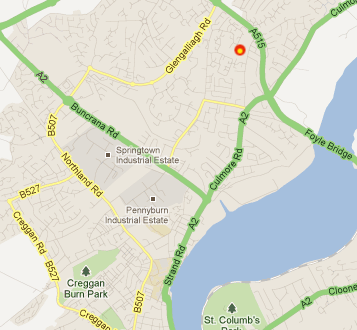 Culmore
A515
Glengalliagh Rd
A2
Buncrana Rd
A2
B507
Foyle Bridge
Springtown
Industrial Estate
Culmore Rd
Northland Rd
B527
Pennyburn
Industrial Estate
A2
Creggan Rd
B527
Strand Rd
Creggan
Burn Park
B507
A2
Cloone
St. Columb's
Creggan